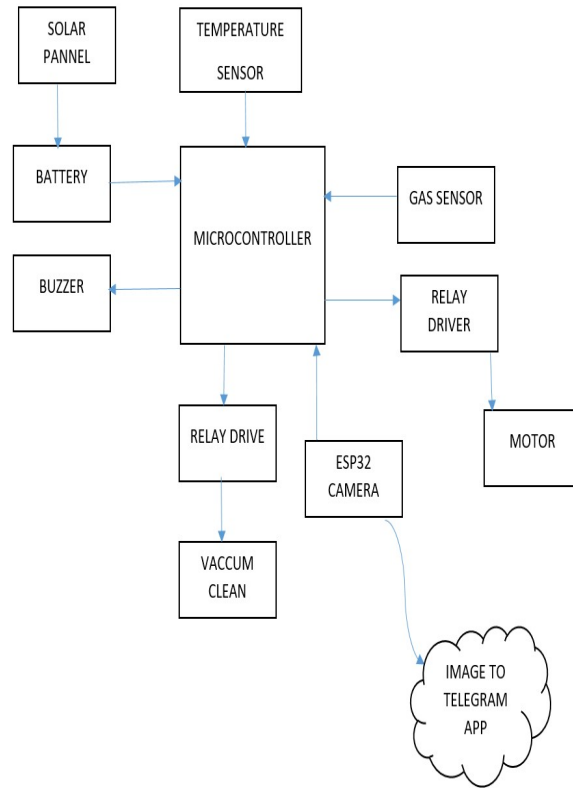 SOLAR
PANNEL
TEMPERATURE
SENSOR
BATTERY
MICROCONTROLLER
GAS SENSOR
BUZZER
RELAY
DRIVER
RELAY DRIVE
ESP32
CAMERA
MOTOR
VACCUM
CLEAN
IMAGE TO
TELEGRAM
APP